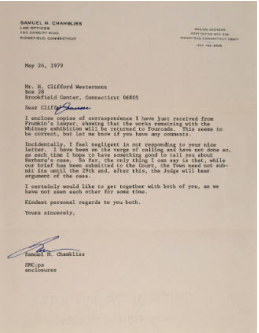 SAMUEL M. CHAMBLISS
LAW OFFICES
RIDGEFIELD, CONNECTICUT
May 24, 1979
Mr. H. Clifford Westermann
Box 28
Brookfield Center, Connecticut 06805
Dear Cliff
I enclose copies of correspondence I have just received from
Frumkin's lawyer, showing that the works remaining with the
Whitney exhibition will be returned to Fourcade. This seems to
be correct, but let me know if you have any comments.
Incidentally, I feel negligent in not responding to your nice
letter. I have been on the verge of calling and have not done so,
as each time I hope to have something good to tell you about
Barbara's case. So far, the only thing I can say is that, while
our brief has been submitted to the Court, the Town need not sub-
mit its until the 29th and, after this, the Judge will hear
argument of the case.
I certainly would like to get together with both of you, as we
have not seen each other for some time.
Kindest personal regards to you both.
Yours sincerely,
Samuel M. Chambliss
SMC:pa
enclosures